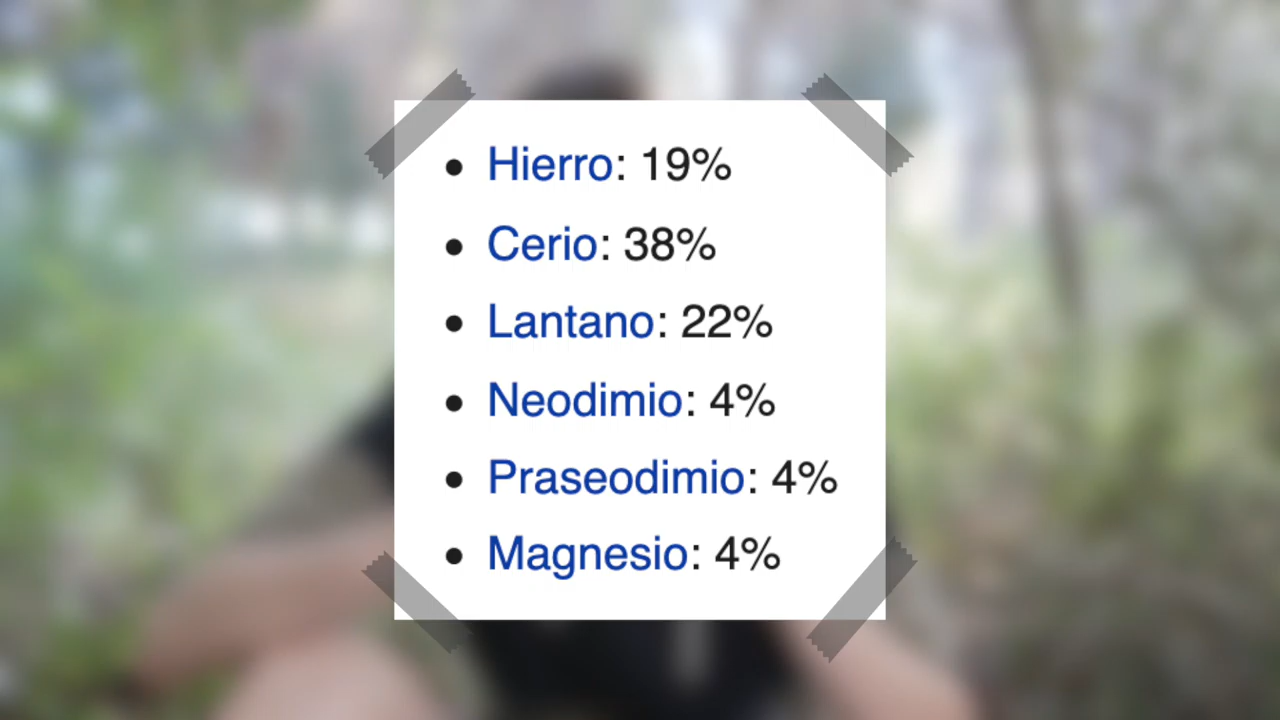 Hierro: 19%
Cerio: 38%
Lantano: 22%
Neodimio: 4%
Praseodimio: 4%
Magnesio: 4%